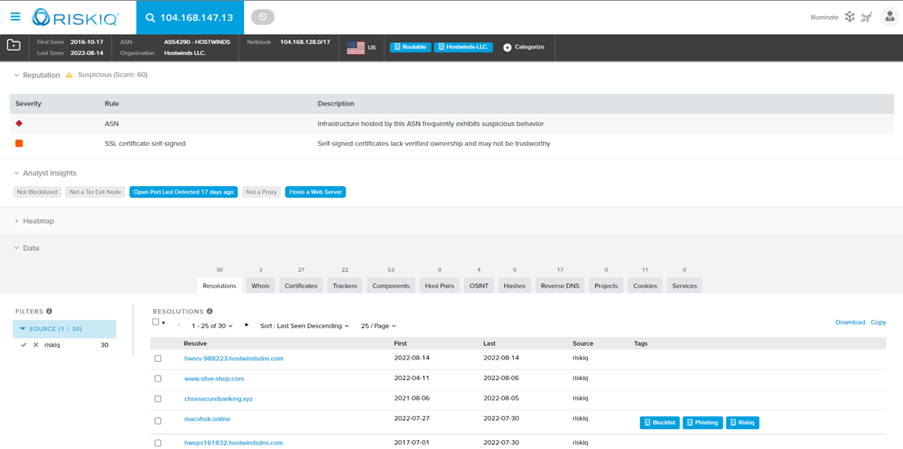 RISKIQ 104.168.147.13 Illuminate
First Seen 2016-10-17 ASN AS54290 - HOSTWINDS Netblock 104.168.128.0/17 US Routable Hostwinds-LLC. Categorize
Last Seen 2022-08-14 Organization Hostwinds LLC.
Reputation Suspicious (Score: 60)
Severity Rule Description
ASN Infrastructure hosted by this ASN frequently exhibits suspicious behavior
SSL certificate self-signed Self-signed certificates lack verified ownership and may not be trustworthy
Analyst Insights
Not Blocklisted Not a Tor Exit Node Open Port Last Detected 17 days ago Not a Proxy Hosts a Web Server
Heatmap
Data
30 3 27 22 53 0 4 0 17 0 11 0
Resolutions Whois Certificates Trackers Components Host Pairs OSINT Hashes Reverse DNS Projects Cookies Services
FILTERS RESOLUTIONS
SOURCE (1 / 30) 1 - 25 of 30 Sort : Last Seen Descending 25 / Page Download Copy
riskiq 30 Resolve First Last Source Tags
hwsrv-988223.hostwindsdns.com 2022-08-14 2022-08-14 riskiq
www.silve-shop.com 2022-04-11 2022-08-06 riskiq
chsesecurebanking.xyz 2021-08-06 2022-08-05 riskiq
macvhok.online 2022-07-27 2022-07-30 riskiq Blocklist Phishing Riskiq
hwvps161832.hostwindsdns.com 2017-07-01 2022-07-30 riskiq